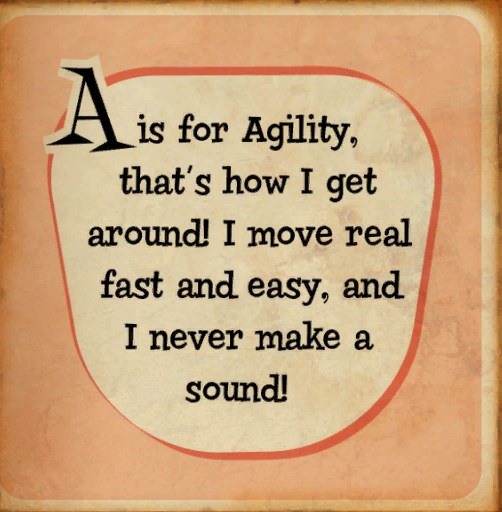 A is for Agility,
that's how I get
around! I move real
fast and easy, and
I never make a
sound!